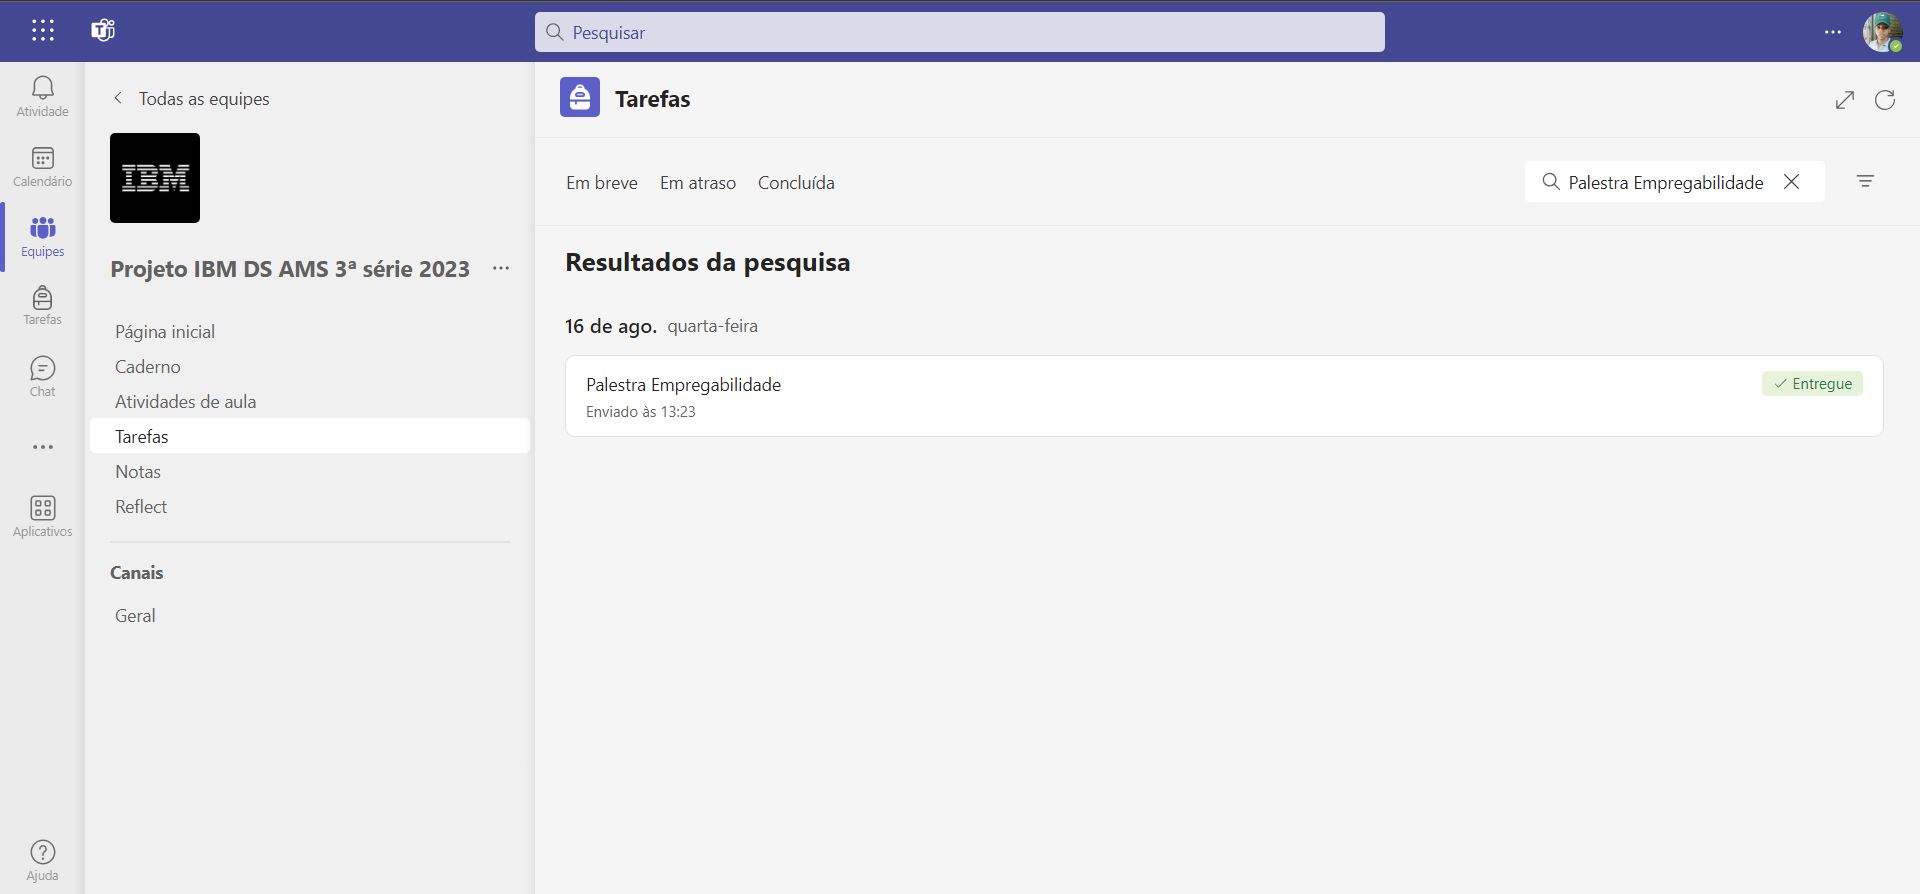 Pesquisar
Atividade
Calendário
Equipes
Tarefas
Chat
Aplicativos
Ajuda
Todas as equipes
IBM
Projeto IBM DS AMS 3ª série 2023
Página inicial
Caderno
Atividades de aula
Tarefas
Notas
Reflect
Canais
Geral
Tarefas
Em breve Em atraso Concluída
Palestra Empregabilidade
Resultados da pesquisa
16 de ago. quarta-feira
Palestra Empregabilidade
Entregue
Enviado às 13:23